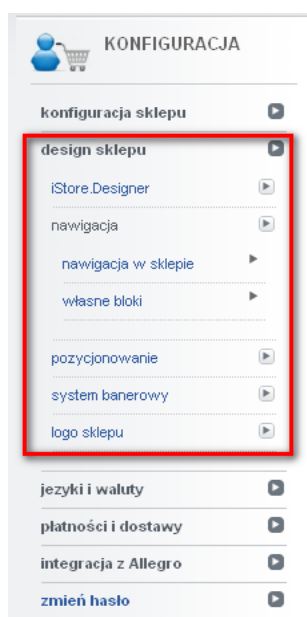 KONFIGURACJA
konfiguracja sklepu
design sklepu
iStore.Designer
nawigacja
nawigacja w sklepie
własne bloki
pozycjonowanie
system banerowy
logo sklepu
jezyki i waluty
płatności i dostawy
integracja z Allegro
zmień hasło